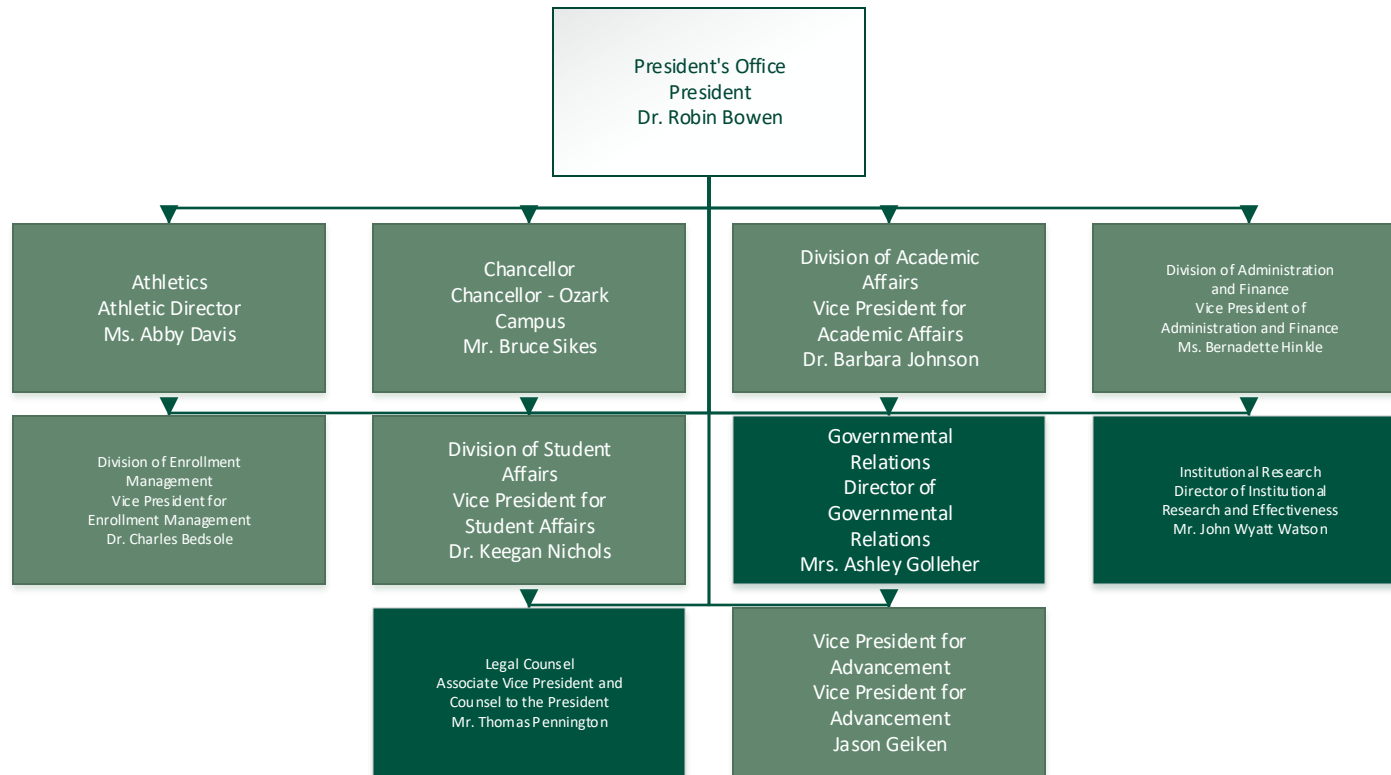 President's Office
President
Dr. Robin Bowen
Athletics
Athletic Director
Ms. Abby Davis
Chancellor
Chancellor - Ozark
Campus
Mr. Bruce Sikes
Division of Academic
Affairs
Vice President for
Academic Affairs
Dr. Barbara Johnson
Division of Administration
and Finance
Vice President of
Administration and Finance
Ms. Bernadette Hinkle
Division of Enrollment
Management
Vice President for
Enrollment Management
Dr. Charles Bedsole
Division of Student
Affairs
Vice President for
Student Affairs
Dr. Keegan Nichols
Governmental
Relations
Director of
Governmental
Relations
Mrs. Ashley Golleher
Institutional Research
Director of Institutional
Research and Effectiveness
Mr. John Wyatt Watson
Legal Counsel
Associate Vice President and
Counsel to the President
Mr. Thomas Pennington
Vice President for
Advancement
Vice President for
Advancement
Jason Geiken